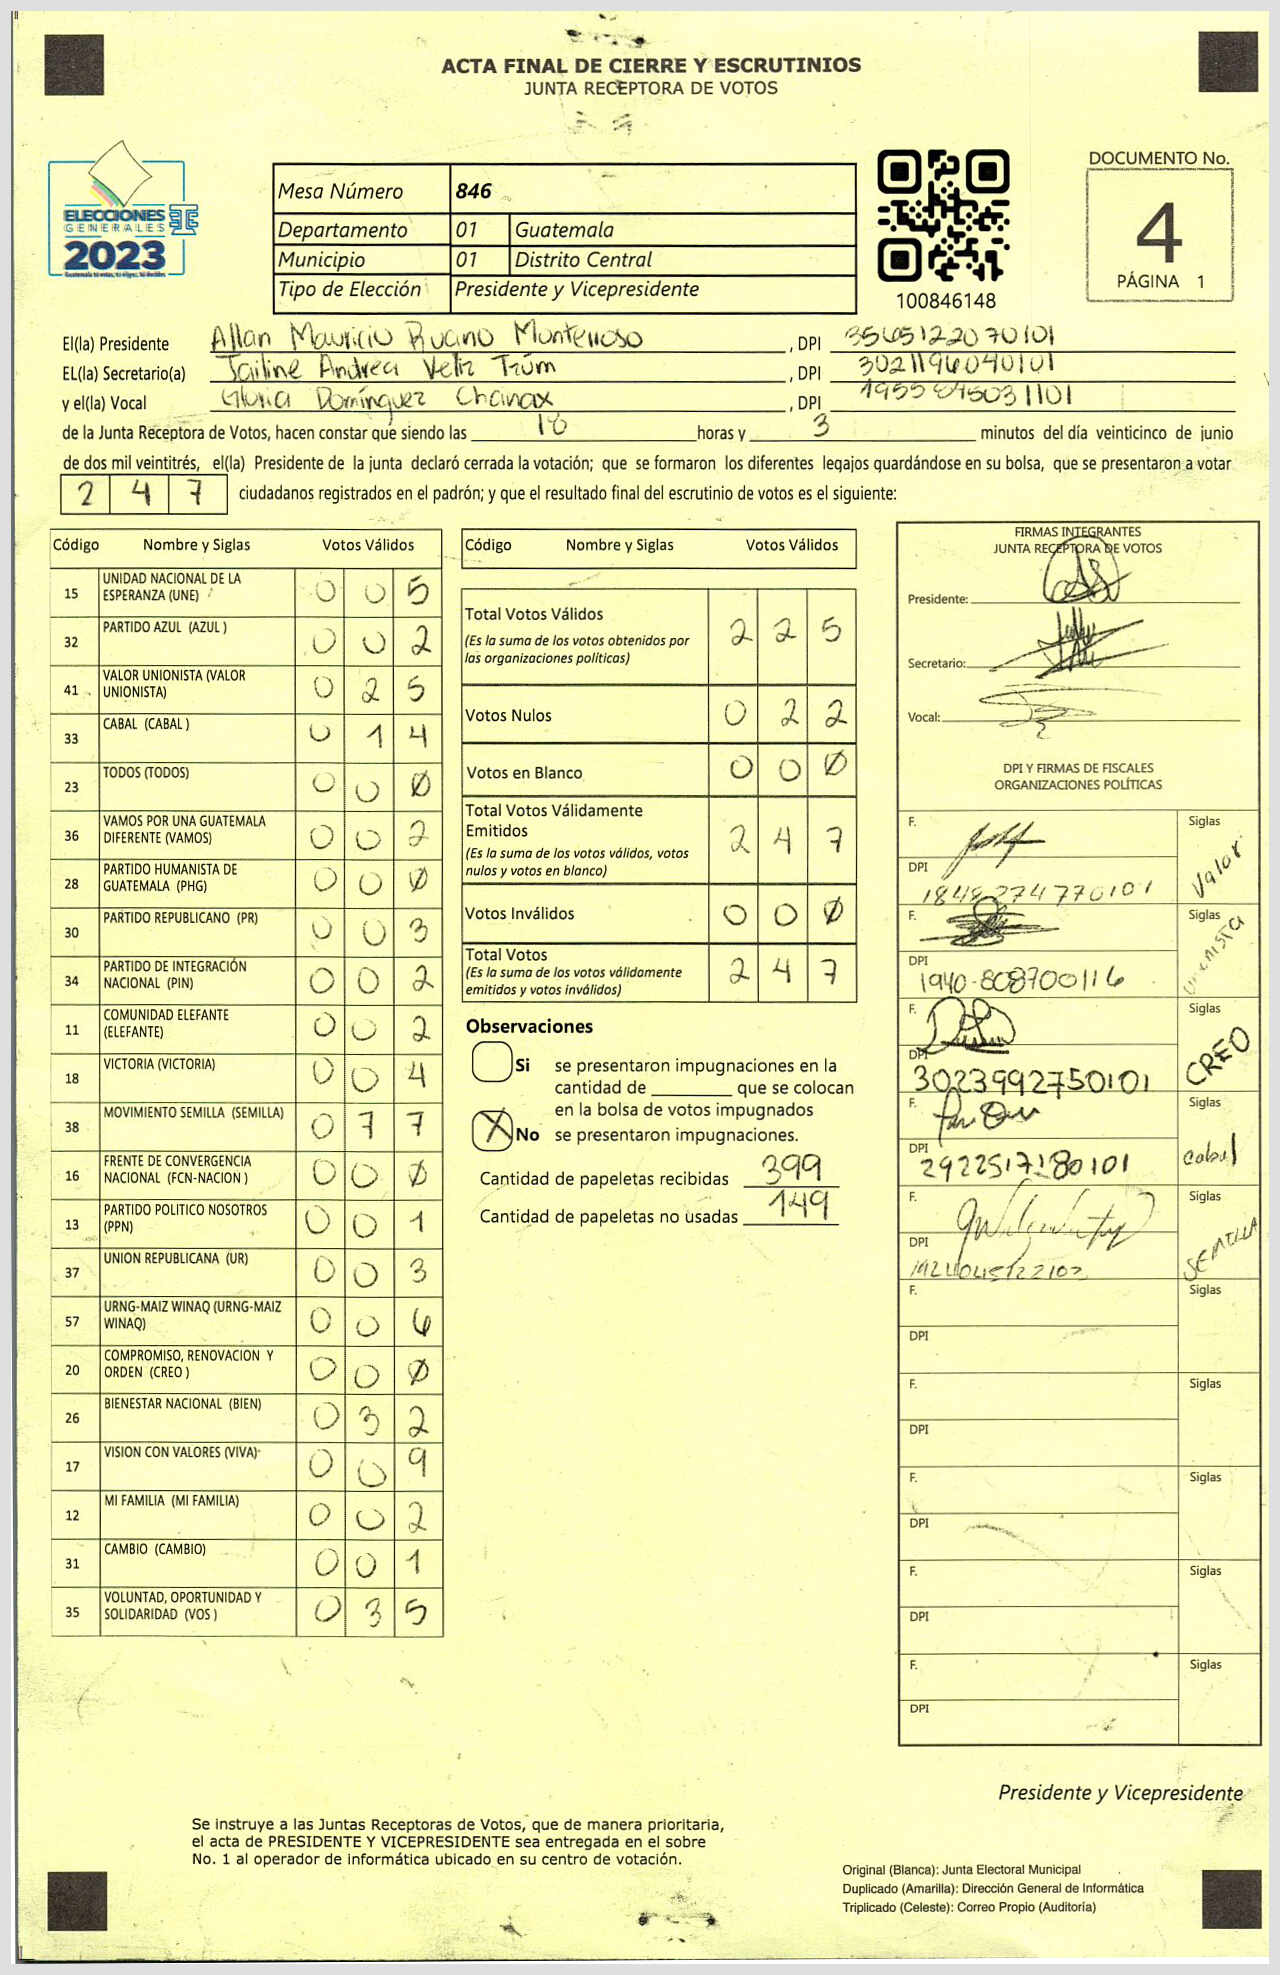 ACTA FINAL DE CIERRE Y ESCRUTINIOS
JUNTA RECEPTORA DE VOTOS
ELECCIONES
GENERALES
2023
Mesa Número 846
Departamento 01 Guatemala
Municipio 01 Distrito Central
Tipo de Elección Presidente y Vicepresidente
100846148
DOCUMENTO No.
4
PÁGINA 1
El(la) Presidente Allan Mauricio Ruano Monterroso, DPI 3565122070101
EL(la) Secretario(a) Jailine Andrea Veliz Trúm, DPI 3021196040101
y el(la) Vocal Gloria Domínguez Chanax, DPI
de la Junta Receptora de Votos, hacen constar que siendo las 18 horas y 3 minutos del día veinticinco de junio
de dos mil veintitrés, el(la) Presidente de la junta declaró cerrada la votación; que se formaron los diferentes legajos guardándose en su bolsa, que se presentaron a votar
2 4 7 ciudadanos registrados en el padrón; y que el resultado final del escrutinio de votos es el siguiente:
Código Nombre y Siglas Votos Válidos
15 UNIDAD NACIONAL DE LA ESPERANZA (UNE) 0 0 5
32 PARTIDO AZUL (AZUL ) 0 0 2
41 VALOR UNIONISTA (VALOR UNIONISTA) 0 2 5
33 CABAL (CABAL ) 0 1 4
23 TODOS (TODOS) 0 0 0
36 VAMOS POR UNA GUATEMALA DIFERENTE (VAMOS) 0 0 2
28 PARTIDO HUMANISTA DE GUATEMALA (PHG) 0 0 0
30 PARTIDO REPUBLICANO (PR) 0 0 3
34 PARTIDO DE INTEGRACIÓN NACIONAL (PIN) 0 0 2
11 COMUNIDAD ELEFANTE (ELEFANTE) 0 0 2
18 VICTORIA (VICTORIA) 0 0 4
38 MOVIMIENTO SEMILLA (SEMILLA) 0 7 7
16 FRENTE DE CONVERGENCIA NACIONAL (FCN-NACION ) 0 0 0
13 PARTIDO POLITICO NOSOTROS (PPN) 0 0 1
37 UNION REPUBLICANA (UR) 0 0 3
57 URNG-MAIZ WINAQ (URNG-MAIZ WINAQ) 0 0 6
20 COMPROMISO, RENOVACION Y ORDEN (CREO ) 0 0 0
26 BIENESTAR NACIONAL (BIEN) 0 3 2
17 VISION CON VALORES (VIVA) 0 0 9
12 MI FAMILIA (MI FAMILIA) 0 0 2
31 CAMBIO (CAMBIO) 0 0 1
35 VOLUNTAD, OPORTUNIDAD Y SOLIDARIDAD (VOS ) 0 3 5
Código Nombre y Siglas Votos Válidos
Total Votos Válidos 2 2 5
(Es la suma de los votos obtenidos por
las organizaciones políticas)
Votos Nulos 0 2 2
Votos en Blanco 0 0 0
Total Votos Válidamente
Emitidos 2 4 7
(Es la suma de los votos válidos, votos
nulos y votos en blanco)
Votos Inválidos 0 0 0
Total Votos 2 4 7
(Es la suma de los votos válidamente
emitidos y votos inválidos)
Observaciones
Si se presentaron impugnaciones en la
cantidad de ________ que se colocan
en la bolsa de votos impugnados
X No se presentaron impugnaciones.
Cantidad de papeletas recibidas 399
Cantidad de papeletas no usadas 149
FIRMAS INTEGRANTES
JUNTA RECEPTORA DE VOTOS
Presidente:
Secretario:
Vocal:
DPI Y FIRMAS DE FISCALES
ORGANIZACIONES POLÍTICAS
F. Siglas Valor
DPI 1848274770101
F. Siglas Unionista
DPI 1940-808700116
F. Siglas CREO
DPI 3023992750101
F. Siglas Cabal
DPI 2922517180101
F. Siglas SEMILLA
DPI
F. Siglas
DPI
F. Siglas
DPI
F. Siglas
DPI
F. Siglas
DPI
F. Siglas
DPI
Presidente y Vicepresidente
Se instruye a las Juntas Receptoras de Votos, que de manera prioritaria,
el acta de PRESIDENTE Y VICEPRESIDENTE sea entregada en el sobre
No. 1 al operador de informática ubicado en su centro de votación.
Original (Blanca): Junta Electoral Municipal
Duplicado (Amarilla): Dirección General de Informática
Triplicado (Celeste): Correo Propio (Auditoría)